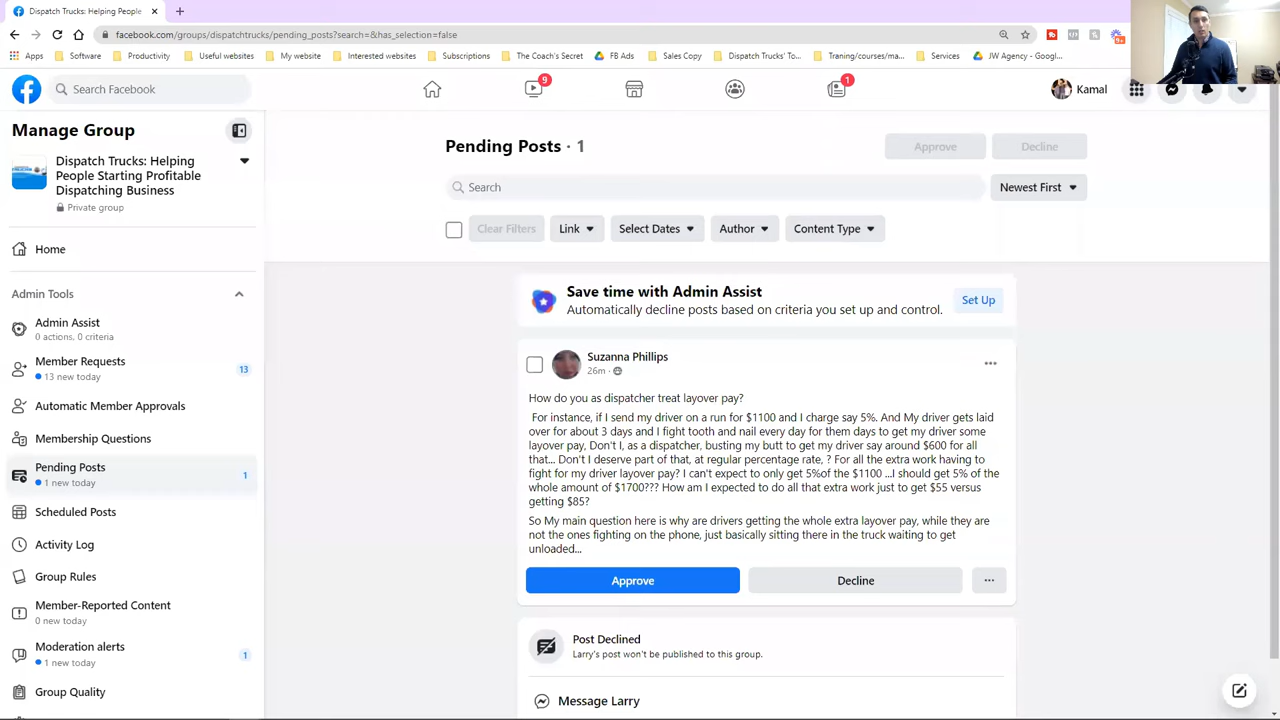 Dispatch Trucks: Helping People
facebook.com/groups/dispatchtrucks/pending_posts?search=&has_selection=false
9+
Apps
Software
Productivity
Useful websites
My website
Interested websites
Subscriptions
The Coach's Secret
FB Ads
Sales Copy
Dispatch Trucks' To...
Traning/courses/ma...
Services
JW Agency - Googl...
Search Facebook
9
1
Kamal
Manage Group
Dispatch Trucks: Helping
People Starting Profitable
Dispatching Business
Private group
Home
Admin Tools
Admin Assist
0 actions, 0 criteria
Member Requests
13 new today
13
Automatic Member Approvals
Membership Questions
Pending Posts
1 new today
1
Scheduled Posts
Activity Log
Group Rules
Member-Reported Content
0 new today
Moderation alerts
1 new today
1
Group Quality
Pending Posts · 1
Approve
Decline
Search
Newest First
Clear Filters
Link
Select Dates
Author
Content Type
Save time with Admin Assist
Automatically decline posts based on criteria you set up and control.
Set Up
Suzanna Phillips
26m ·
How do you as dispatcher treat layover pay?
For instance, if I send my driver on a run for $1100 and I charge say 5%. And My driver gets laid
over for about 3 days and I fight tooth and nail every day for them days to get my driver some
layover pay, Don't I, as a dispatcher, busting my butt to get my driver say around $600 for all
that... Don't I deserve part of that, at regular percentage rate, ? For all the extra work having to
fight for my driver layover pay? I can't expect to only get 5%of the $1100 ...I should get 5% of the
whole amount of $1700??? How am I expected to do all that extra work just to get $55 versus
getting $85?
So My main question here is why are drivers getting the whole extra layover pay, while they are
not the ones fighting on the phone, just basically sitting there in the truck waiting to get
unloaded...
Approve
Decline
Post Declined
Larry's post won't be published to this group.
Message Larry